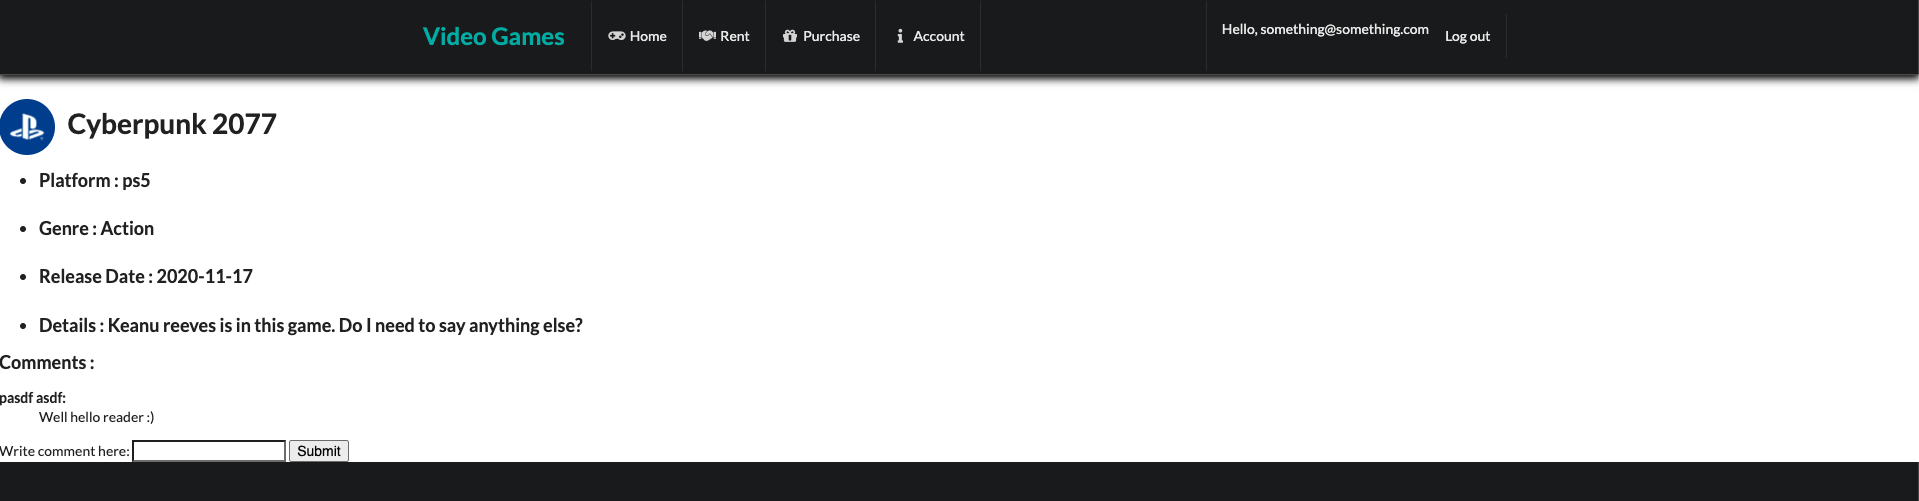 Video Games Home Rent Purchase Account Hello, something@something.com Log out
Cyberpunk 2077
• Platform : ps5
• Genre : Action
• Release Date : 2020-11-17
• Details : Keanu reeves is in this game. Do I need to say anything else?
Comments :
pasdf asdf:
Well hello reader :)
Write comment here: Submit